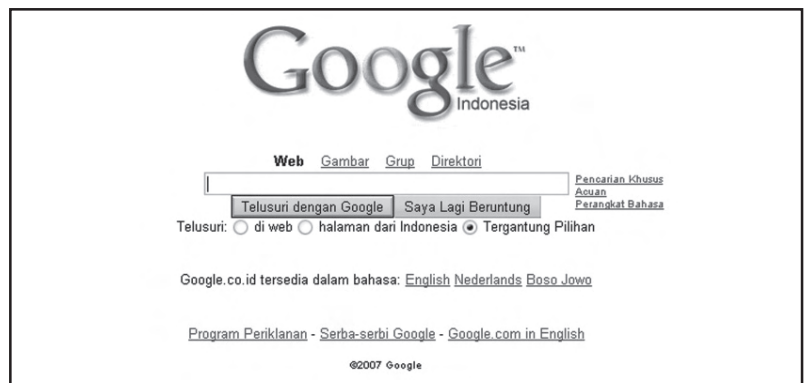 Google™
Indonesia
Web Gambar Grup Direktori
Pencarian Khusus
Acuan
Perangkat Bahasa
Telusuri dengan Google Saya Lagi Beruntung
Telusuri: di web halaman dari Indonesia Tergantung Pilihan
Google.co.id tersedia dalam bahasa: English Nederlands Boso Jowo
Program Periklanan - Serba-serbi Google - Google.com in English
©2007 Google